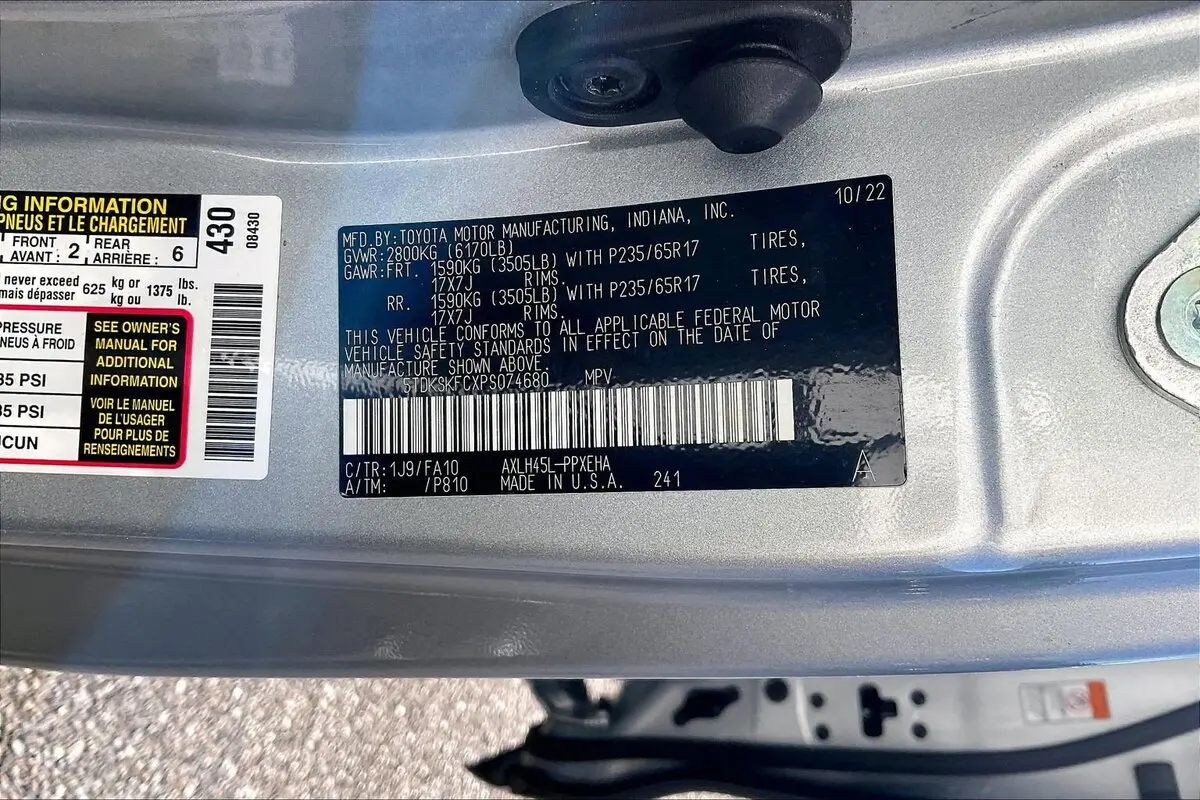 NG INFORMATION
PNEUS ET LE CHARGEMENT
FRONT AVANT : 2 REAR ARRIÈRE : 6
never exceed mais dépasser 625 kg or kg ou 1375 lbs. lb.
PRESSURE
NEUS À FROID
35 PSI
35 PSI
UCUN
SEE OWNER'S
MANUAL FOR
ADDITIONAL
INFORMATION
VOIR LE MANUEL
DE L'USAGER
POUR PLUS DE
RENSEIGNEMENTS
430
08430
10/22
MFD.BY:TOYOTA MOTOR MANUFACTURING, INDIANA, INC.
GVWR:2800KG (6170LB)
GAWR:FRT. 1590KG (3505LB) WITH P235/65R17 TIRES,
17X7J RIMS.
RR. 1590KG (3505LB) WITH P235/65R17 TIRES,
17X7J RIMS.
THIS VEHICLE CONFORMS TO ALL APPLICABLE FEDERAL MOTOR
VEHICLE SAFETY STANDARDS IN EFFECT ON THE DATE OF
MANUFACTURE SHOWN ABOVE.
5TDKSKFCXPS074680 MPV
C/TR:1J9/FA10 AXLH45L-PPXEHA
A/TM: /P810 MADE IN U.S.A. 241
A